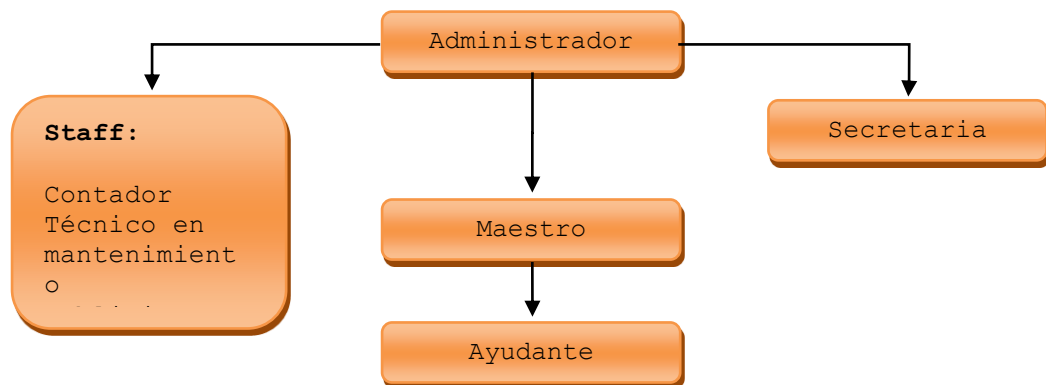 Administrador
Staff:
Contador
Técnico en
mantenimient
o
Secretaria
Maestro
Ayudante